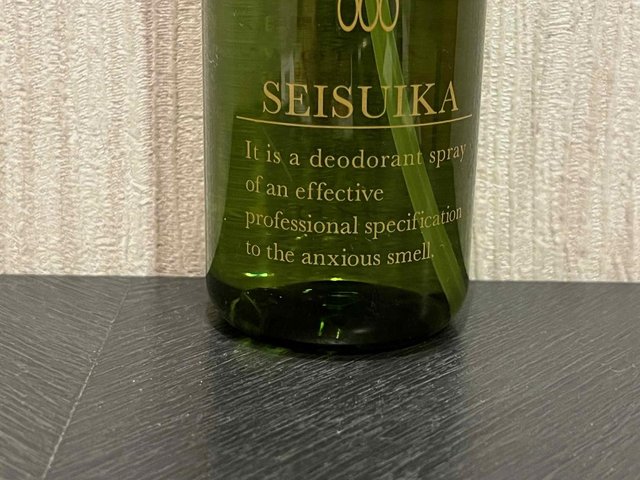 SEISUIKA
It is a deodorant spray
of an effective
professional specification
to the anxious smell.